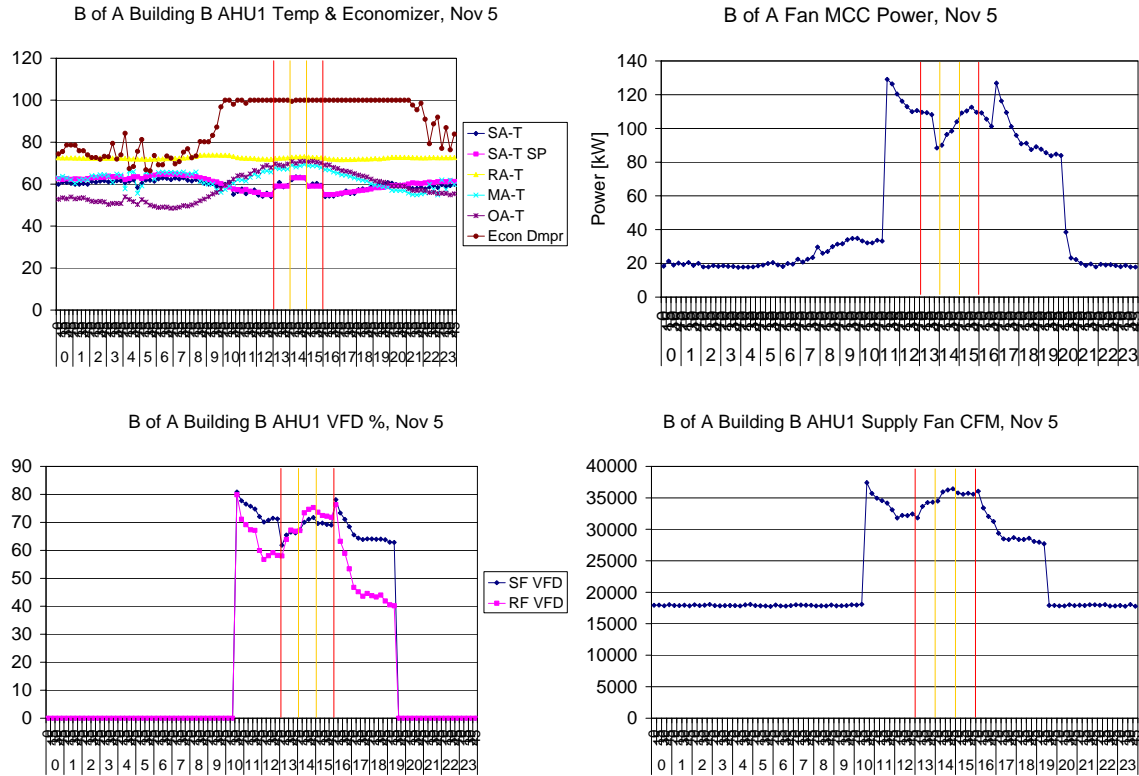 B of A Building B AHU1 Temp & Economizer, Nov 5
120
100
80
60
40
20
0
0 1 2 3 4 5 6 7 8 9 10 11 12 13 14 15 16 17 18 19 20 21 22 23
SA-T
SA-T SP
RA-T
MA-T
OA-T
Econ Dmpr
B of A Fan MCC Power, Nov 5
Power [kW]
140
120
100
80
60
40
20
0
0 1 2 3 4 5 6 7 8 9 10 11 12 13 14 15 16 17 18 19 20 21 22 23
B of A Building B AHU1 VFD %, Nov 5
90
80
70
60
50
40
30
20
10
0
0 1 2 3 4 5 6 7 8 9 10 11 12 13 14 15 16 17 18 19 20 21 22 23
SF VFD
RF VFD
B of A Building B AHU1 Supply Fan CFM, Nov 5
40000
35000
30000
25000
20000
15000
10000
5000
0
0 1 2 3 4 5 6 7 8 9 10 11 12 13 14 15 16 17 18 19 20 21 22 23